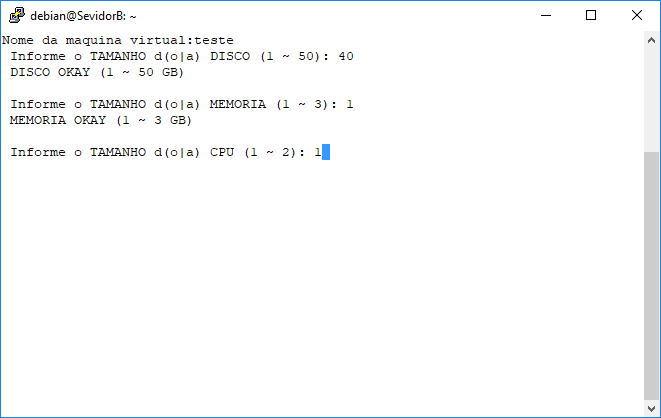 debian@SevidorB: ~
Nome da maquina virtual:teste
Informe o TAMANHO d(o|a) DISCO (1 ~ 50): 40
DISCO OKAY (1 ~ 50 GB)
Informe o TAMANHO d(o|a) MEMORIA (1 ~ 3): 1
MEMORIA OKAY (1 ~ 3 GB)
Informe o TAMANHO d(o|a) CPU (1 ~ 2): 1